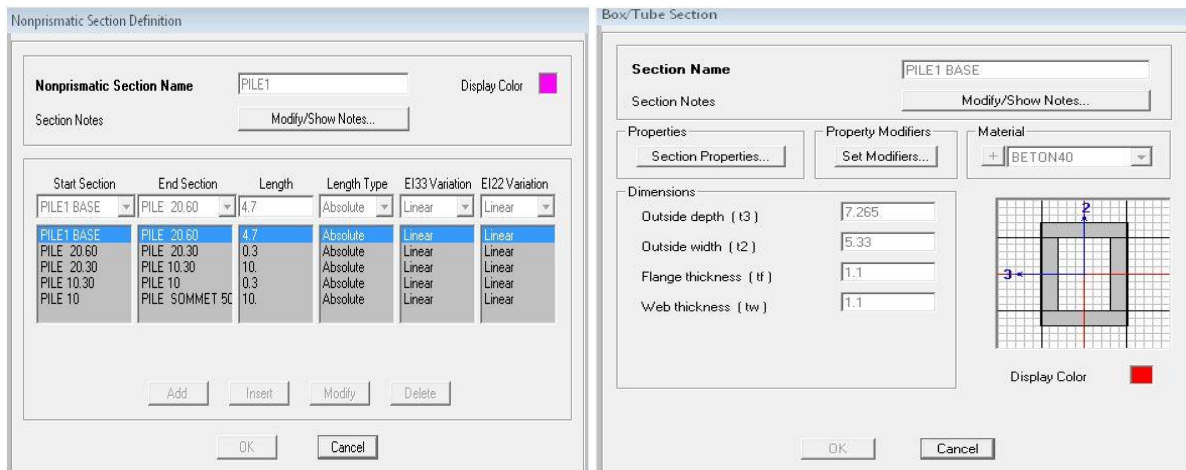 Nonprismatic Section Definition
Nonprismatic Section Name PILE1 Display Color
Section Notes Modify/Show Notes...
Start Section End Section Length Length Type EI33 Variation EI22 Variation
PILE1 BASE PILE 20.60 4.7 Absolute Linear Linear
PILE1 BASE PILE 20.60 4.7 Absolute Linear Linear
PILE 20.60 PILE 20.30 0.3 Absolute Linear Linear
PILE 20.30 PILE 10.30 10. Absolute Linear Linear
PILE 10.30 PILE 10 0.3 Absolute Linear Linear
PILE 10 PILE SOMMET 50 10. Absolute Linear Linear
Add Insert Modify Delete
OK Cancel
Box/Tube Section
Section Name PILE1 BASE
Section Notes Modify/Show Notes...
Properties Property Modifiers Material
Section Properties... Set Modifiers... + BETON40
Dimensions
Outside depth ( t3 ) 7.265
Outside width ( t2 ) 5.33
Flange thickness ( tf ) 1.1
Web thickness ( tw ) 1.1
2
3
Display Color
OK Cancel